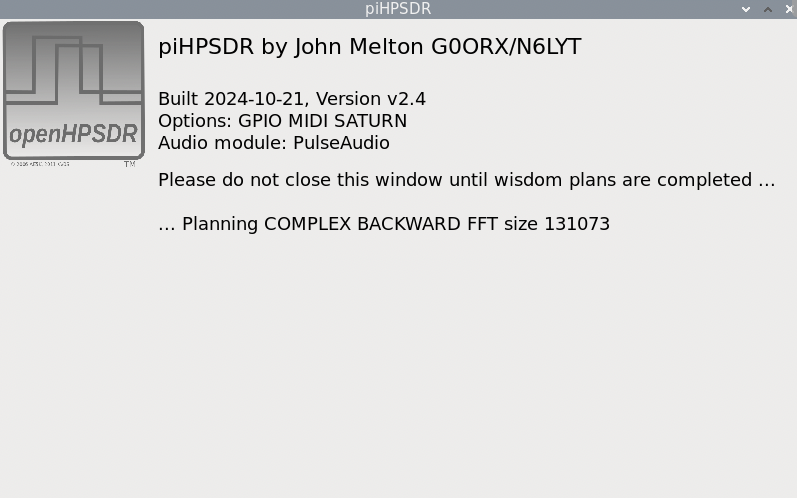 piHPSDR
piHPSDR by John Melton G0ORX/N6LYT
Built 2024-10-21, Version v2.4
Options: GPIO MIDI SATURN
Audio module: PulseAudio
openHPSDR
TM
Please do not close this window until wisdom plans are completed ...
... Planning COMPLEX BACKWARD FFT size 131073